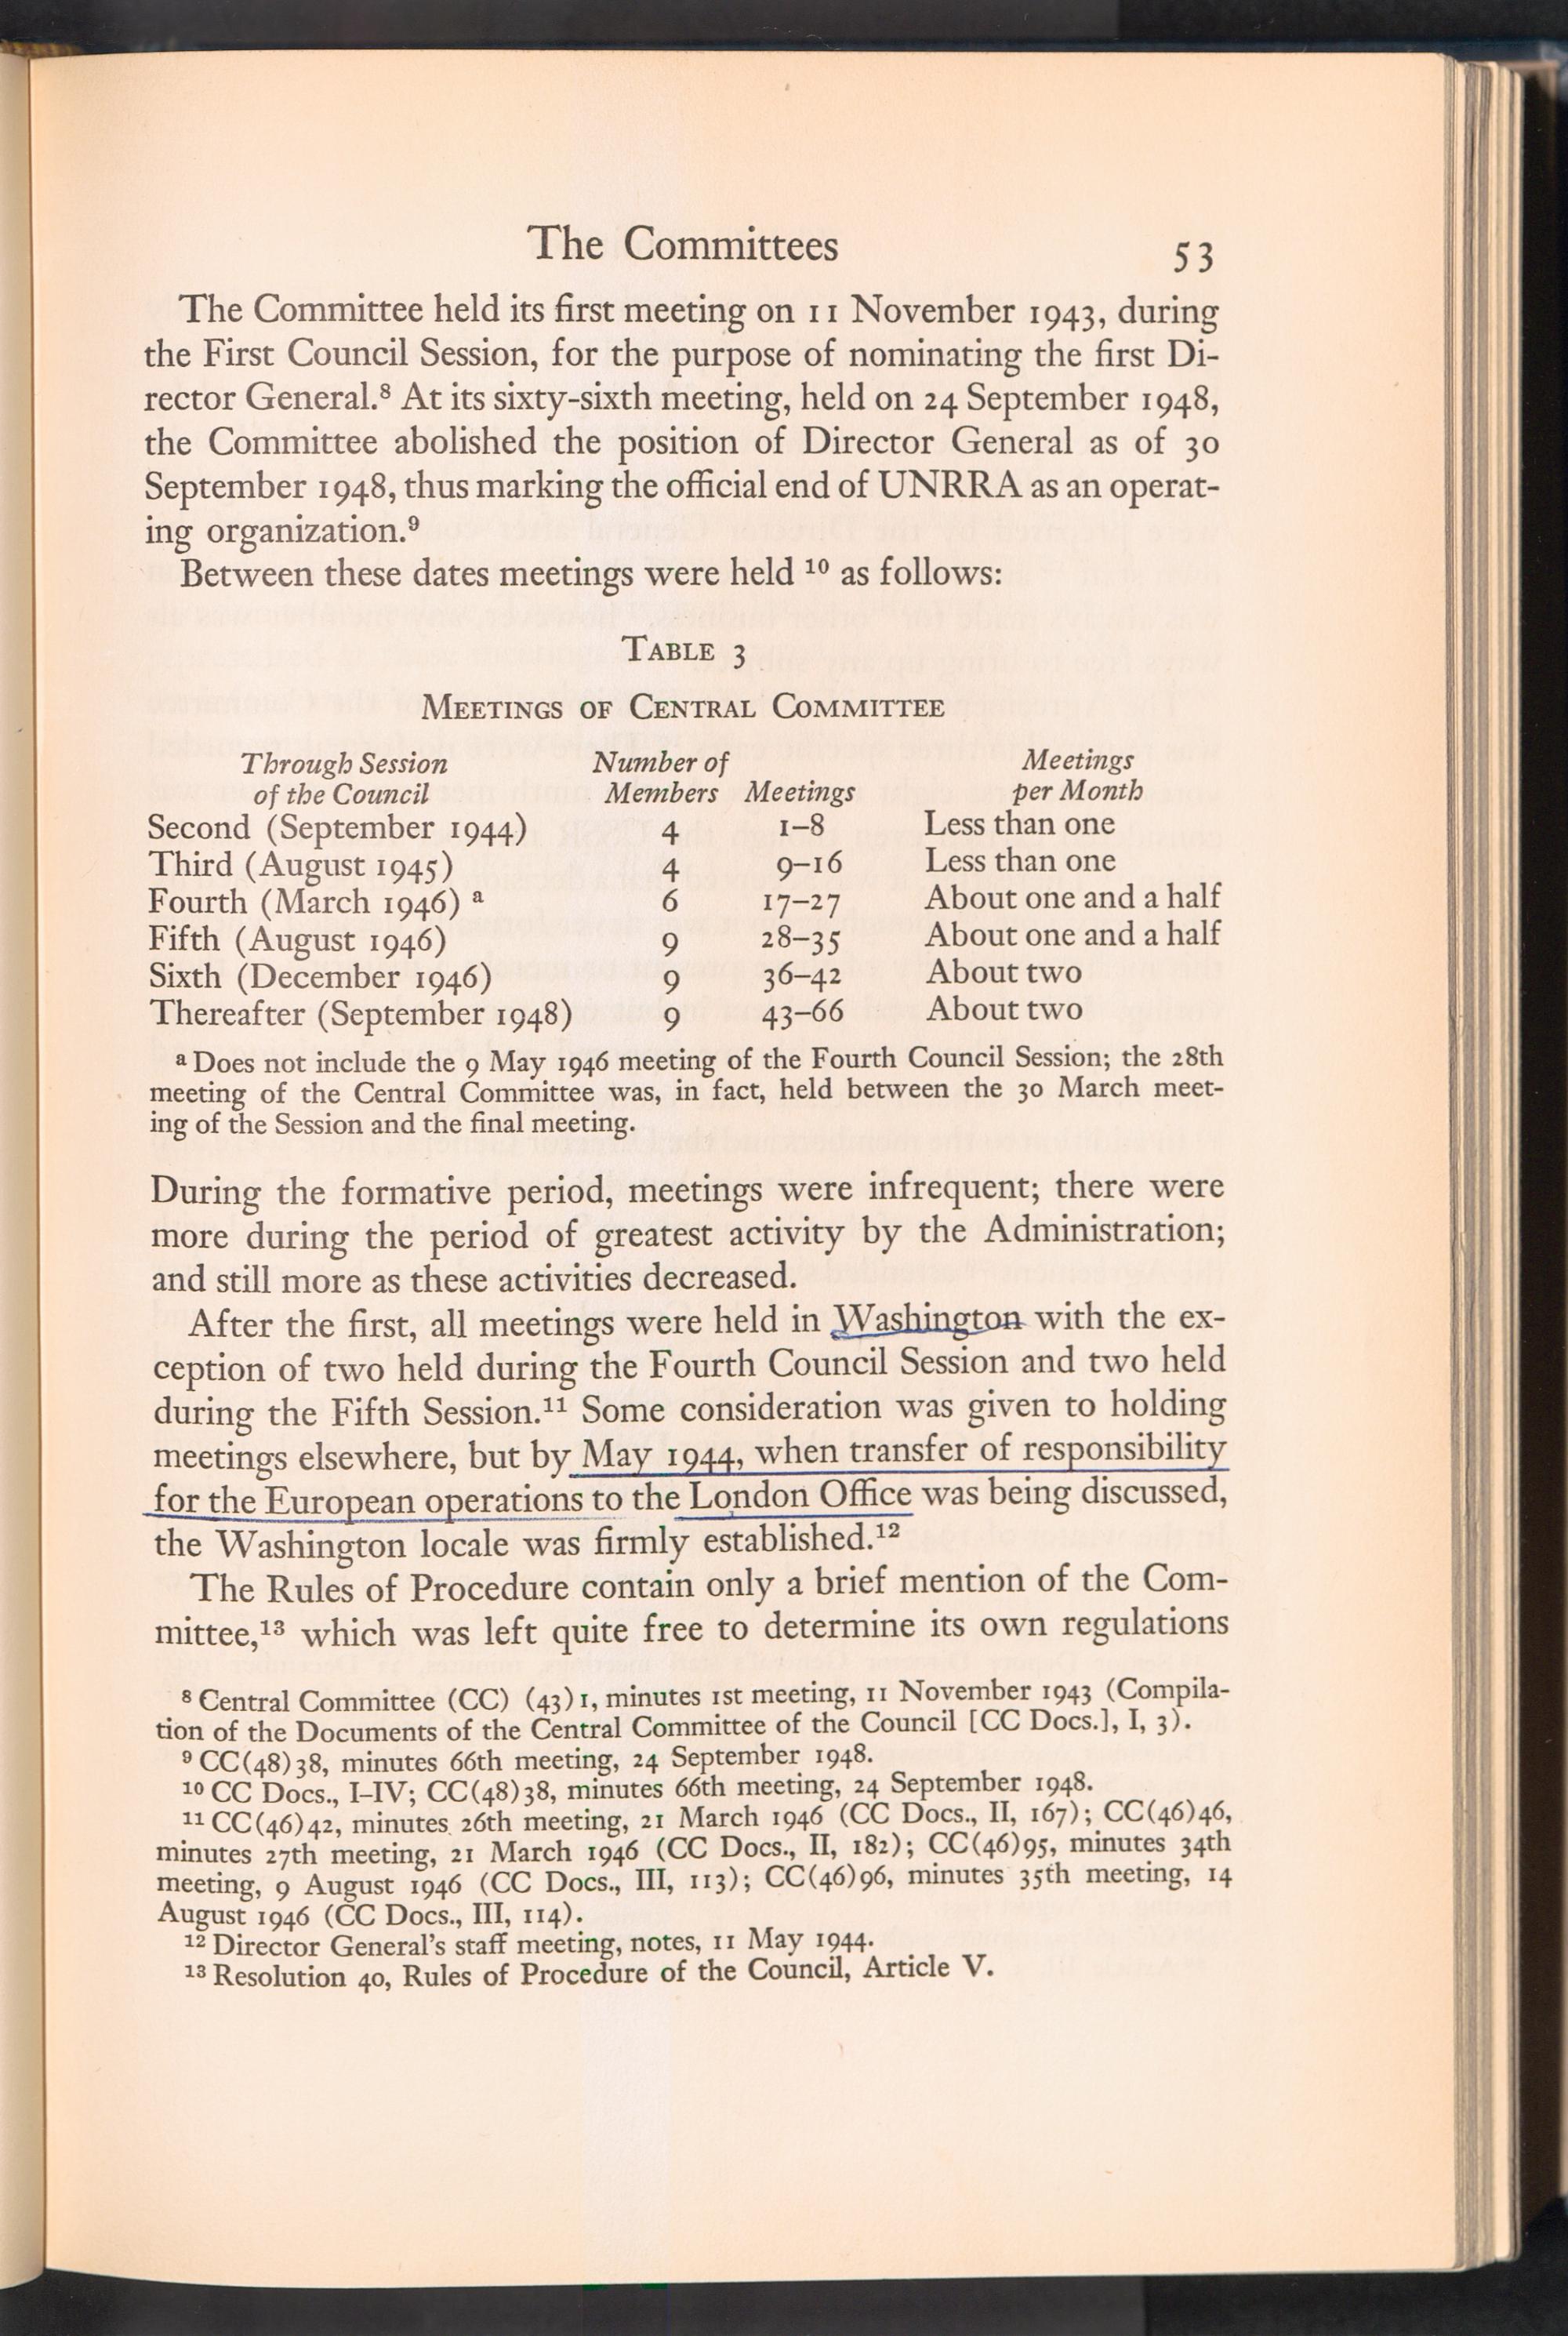 The Committees 53
The Committee held its first meeting on 11 November 1943, during
the First Council Session, for the purpose of nominating the first Di-
rector General.⁸ At its sixty-sixth meeting, held on 24 September 1948,
the Committee abolished the position of Director General as of 30
September 1948, thus marking the official end of UNRRA as an operat-
ing organization.⁹
Between these dates meetings were held ¹⁰ as follows:
TABLE 3
MEETINGS OF CENTRAL COMMITTEE
Through Session Number of Meetings
of the Council Members Meetings per Month
Second (September 1944) 4 1–8 Less than one
Third (August 1945) 4 9–16 Less than one
Fourth (March 1946) ᵃ 6 17–27 About one and a half
Fifth (August 1946) 9 28–35 About one and a half
Sixth (December 1946) 9 36–42 About two
Thereafter (September 1948) 9 43–66 About two
ᵃ Does not include the 9 May 1946 meeting of the Fourth Council Session; the 28th
meeting of the Central Committee was, in fact, held between the 30 March meet-
ing of the Session and the final meeting.
During the formative period, meetings were infrequent; there were
more during the period of greatest activity by the Administration;
and still more as these activities decreased.
After the first, all meetings were held in Washington with the ex-
ception of two held during the Fourth Council Session and two held
during the Fifth Session.¹¹ Some consideration was given to holding
meetings elsewhere, but by May 1944, when transfer of responsibility
for the European operations to the London Office was being discussed,
the Washington locale was firmly established.¹²
The Rules of Procedure contain only a brief mention of the Com-
mittee,¹³ which was left quite free to determine its own regulations
⁸ Central Committee (CC) (43)1, minutes 1st meeting, 11 November 1943 (Compila-
tion of the Documents of the Central Committee of the Council [CC Docs.], I, 3).
⁹ CC(48)38, minutes 66th meeting, 24 September 1948.
¹⁰ CC Docs., I–IV; CC(48)38, minutes 66th meeting, 24 September 1948.
¹¹ CC(46)42, minutes 26th meeting, 21 March 1946 (CC Docs., II, 167); CC(46)46,
minutes 27th meeting, 21 March 1946 (CC Docs., II, 182); CC(46)95, minutes 34th
meeting, 9 August 1946 (CC Docs., III, 113); CC(46)96, minutes 35th meeting, 14
August 1946 (CC Docs., III, 114).
¹² Director General's staff meeting, notes, 11 May 1944.
¹³ Resolution 40, Rules of Procedure of the Council, Article V.